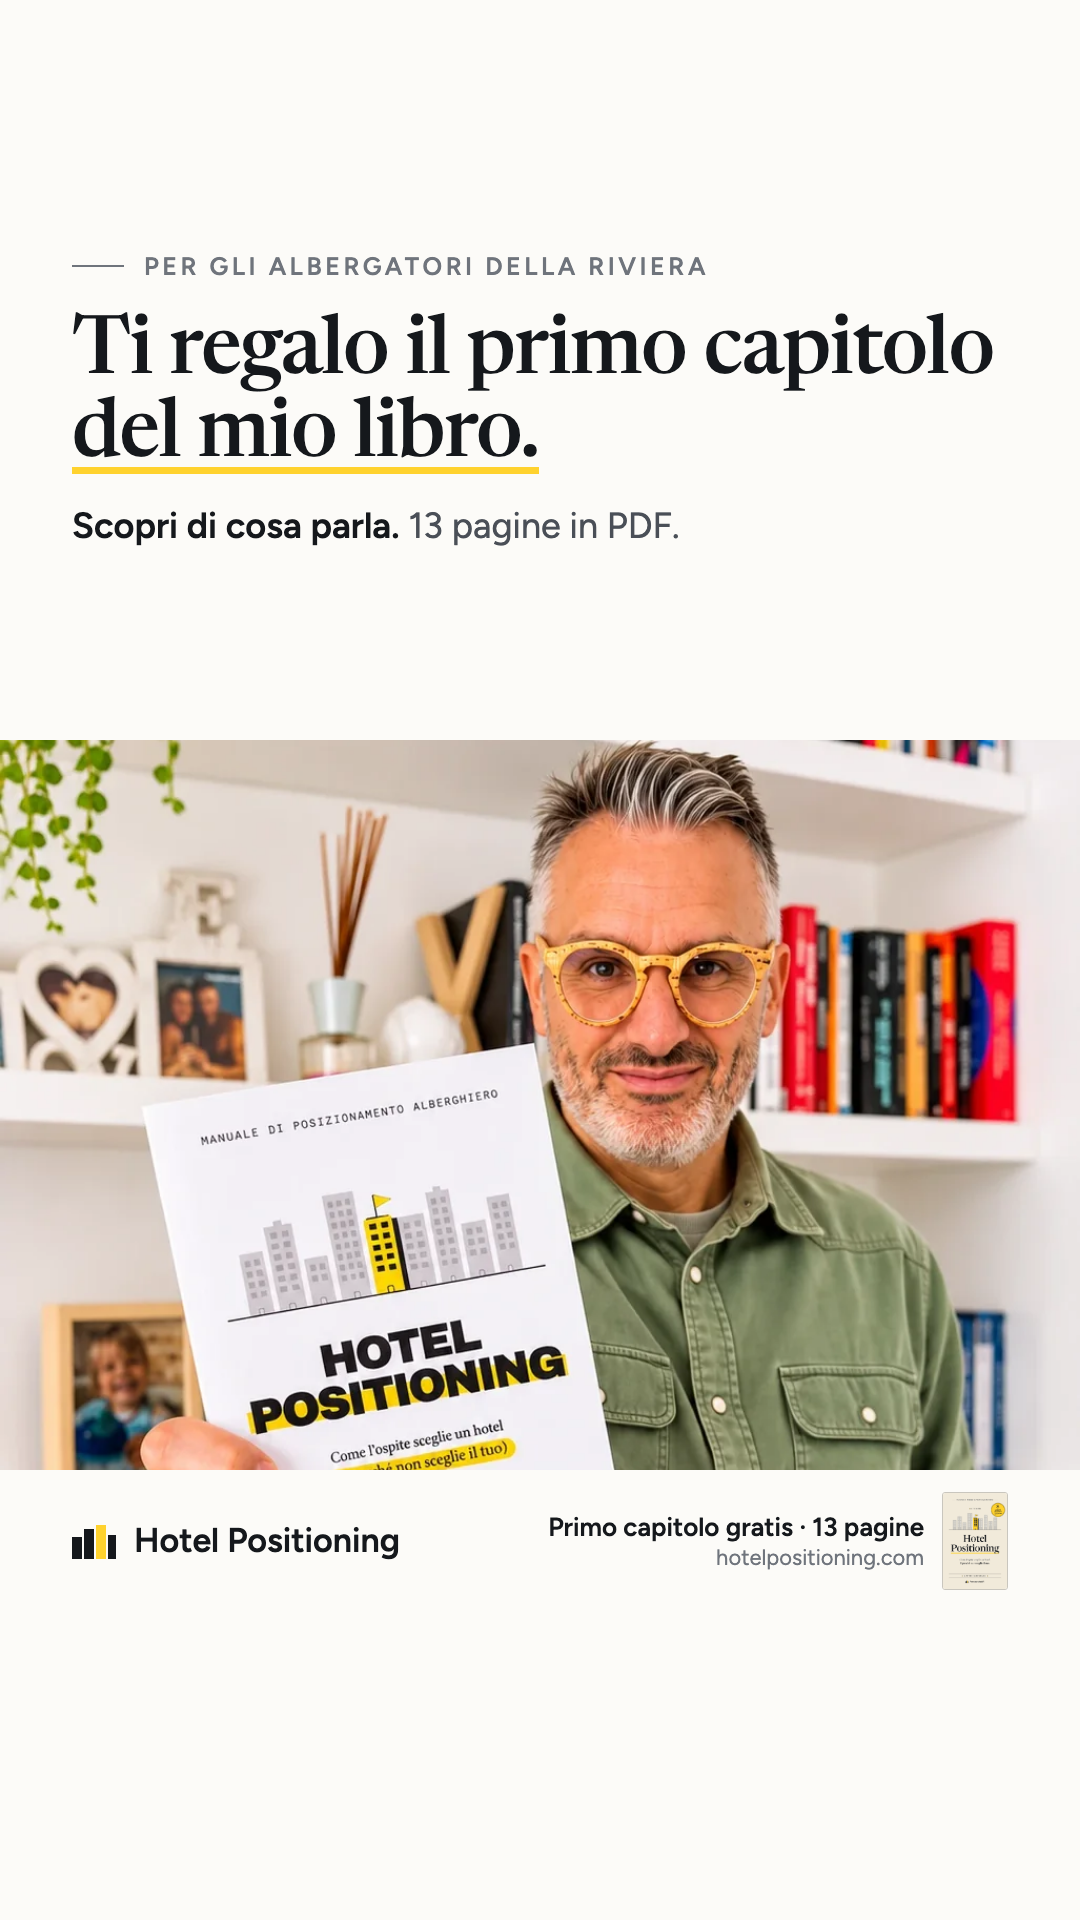 PER GLI ALBERGATORI DELLA RIVIERA
Ti regalo il primo capitolo
del mio libro.
Scopri di cosa parla. 13 pagine in PDF.
MANUALE DI POSIZIONAMENTO ALBERGHIERO
HOTEL
POSITIONING
Come l'ospite sceglie un hotel
non sceglie il tuo)
Hotel Positioning
Primo capitolo gratis · 13 pagine
hotelpositioning.com
Hotel
Positioning